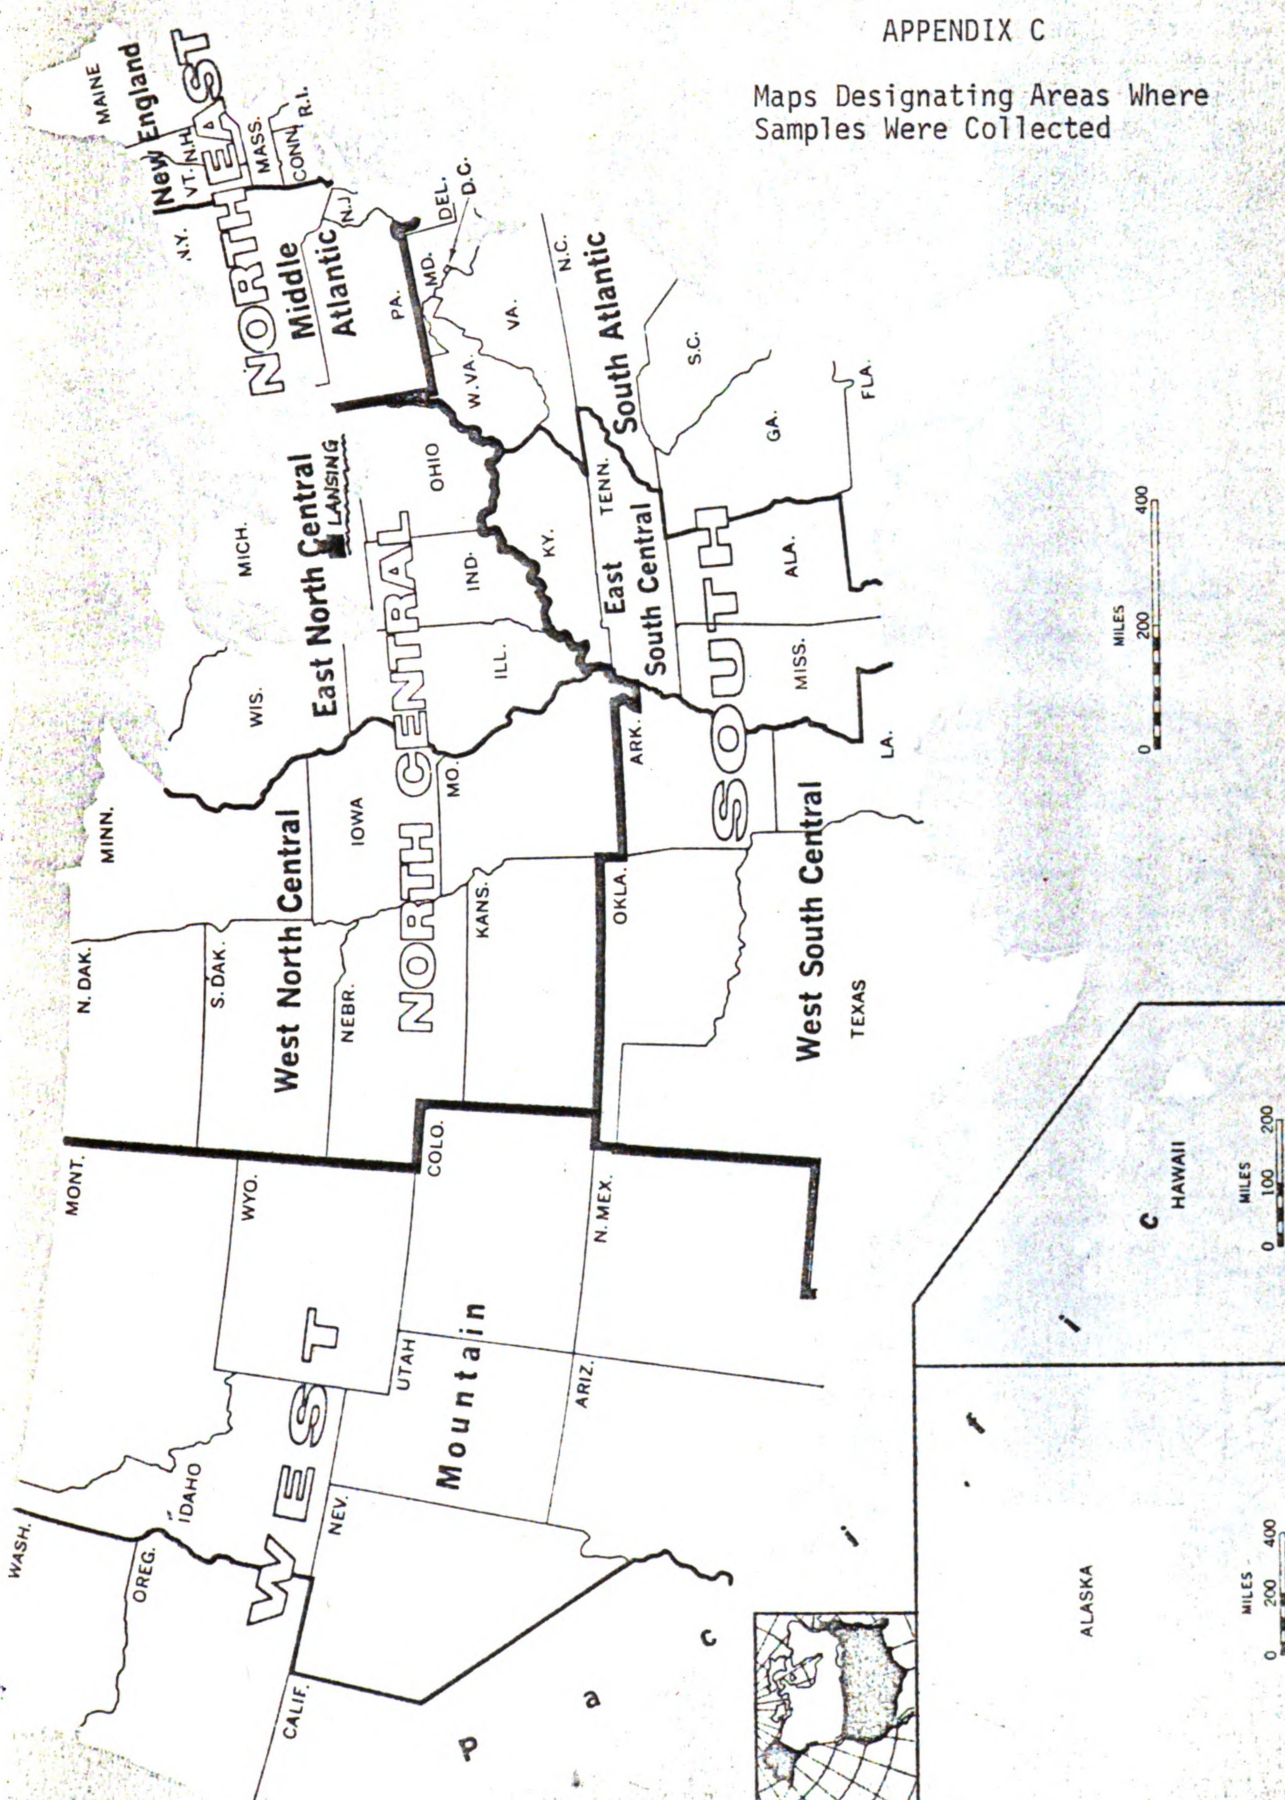 APPENDIX C
Maps Designating Areas Where
Samples Were Collected
WASH.
MONT.
N. DAK.
MINN.
MAINE
New England
VT.
N.H.
NORTHEAST
MASS.
CONN.
R.I.
N.Y.
Middle
Atlantic
N.J.
PA.
OREG.
IDAHO
WYO.
S. DAK.
WIS.
MICH.
WEST
West North Central
East North Central
LANSING
NEV.
UTAH
COLO.
NEBR.
IOWA
ILL.
IND.
OHIO
NORTH CENTRAL
CALIF.
Mountain
KANS.
MO.
KY.
W.VA.
VA.
MD.
DEL.
D.C.
ARIZ.
N. MEX.
OKLA.
ARK.
TENN.
N.C.
East
South Central
South Atlantic
SOUTH
S.C.
West South Central
TEXAS
LA.
MISS.
ALA.
GA.
FLA.
P
a
c
i
f
i
c
MILES
0 200 400
ALASKA
MILES
0 200 400
HAWAII
MILES
0 100 200